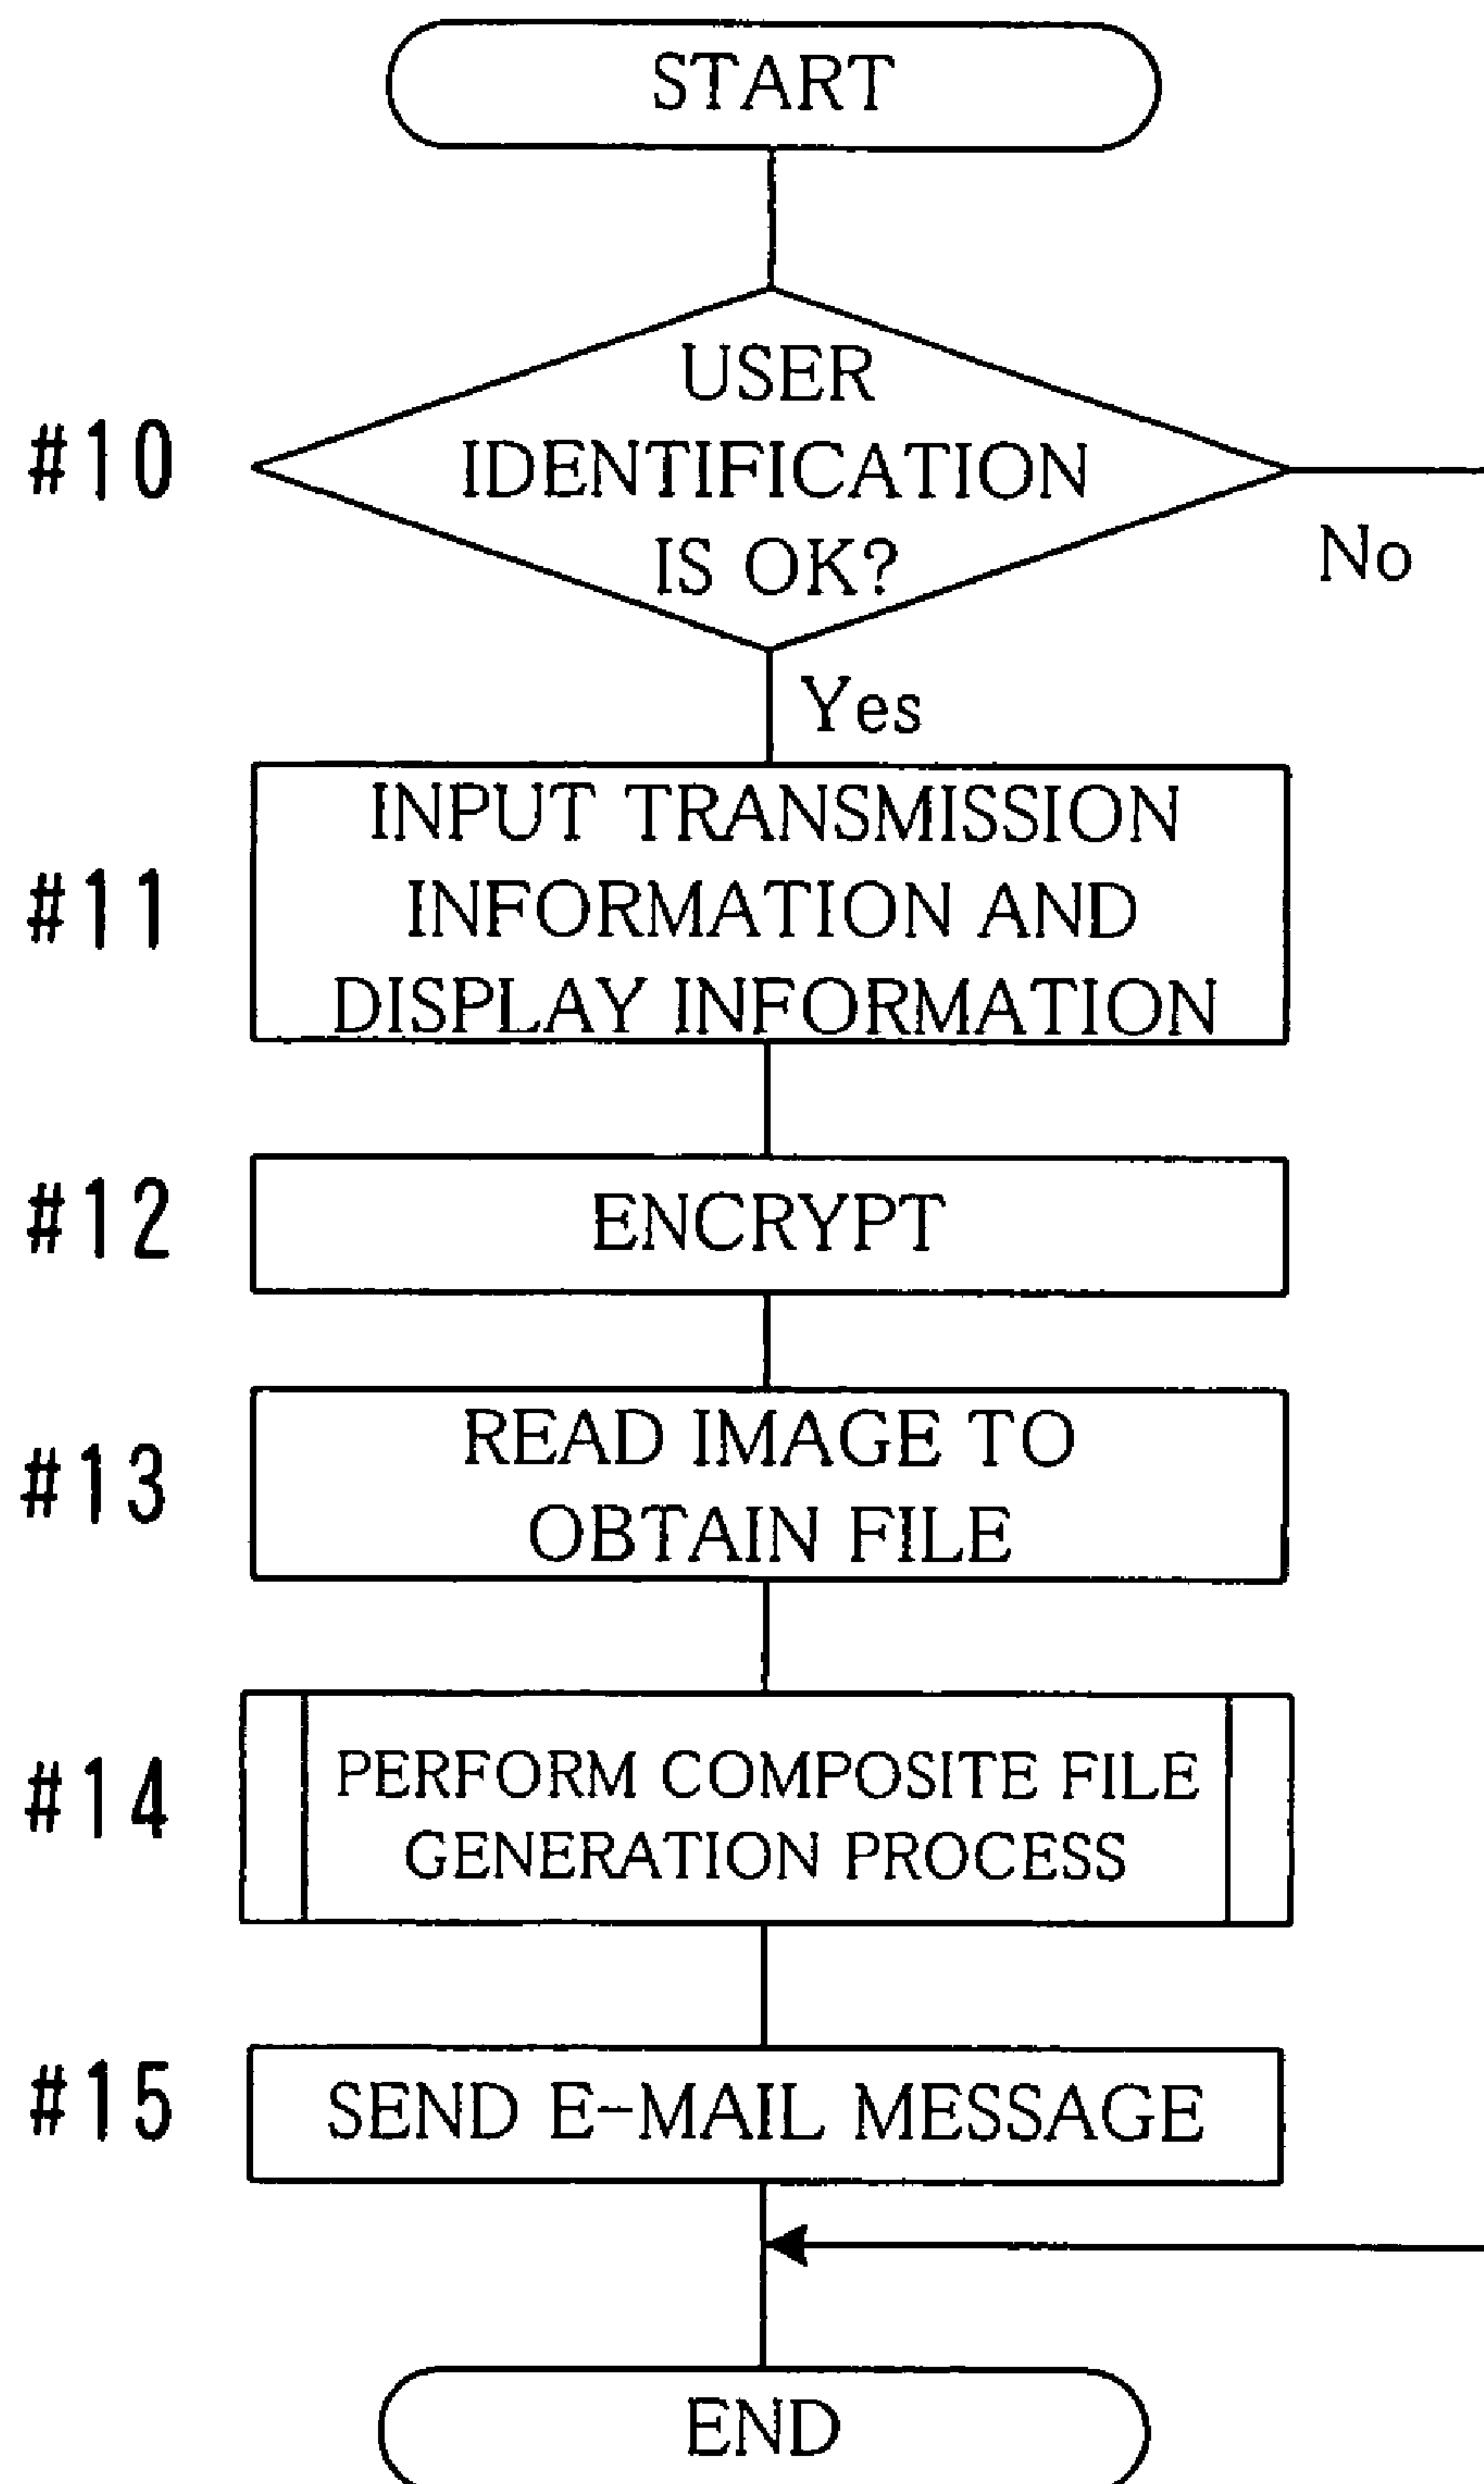 START
USER
IDENTIFICATION
IS OK?
#10
No
Yes
INPUT TRANSMISSION
INFORMATION AND
DISPLAY INFORMATION
#11
#12
ENCRYPT
READ IMAGE TO
OBTAIN FILE
#13
PERFORM COMPOSITE FILE
GENERATION PROCESS
#14
#15
SEND E-MAIL MESSAGE
END